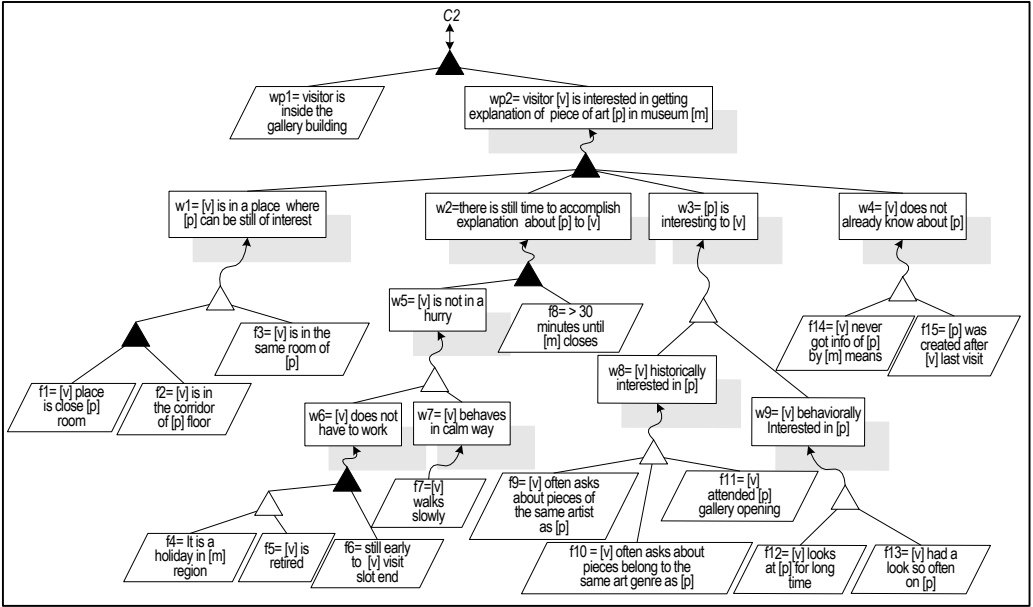 C2
wp1= visitor is
inside the
gallery building
wp2= visitor [v] is interested in getting
explanation of piece of art [p] in museum [m]
w1= [v] is in a place where
[p] can be still of interest
w2=there is still time to accomplish
explanation about [p] to [v]
w3= [p] is
interesting to [v]
w4= [v] does not
already know about [p]
w5= [v] is not in a
hurry
f8= > 30
minutes until
[m] closes
f3= [v] is in the
same room of
[p]
f14= [v] never
got info of [p]
by [m] means
f15= [p] was
created after
[v] last visit
f1= [v] place
is close [p]
room
f2= [v] is in
the corridor
of [p] floor
w8= [v] historically
interested in [p]
w6= [v] does not
have to work
w7= [v] behaves
in calm way
w9= [v] behaviorally
Interested in [p]
f7=[v]
walks
slowly
f9= [v] often asks
about pieces of
the same artist
as [p]
f11= [v]
attended [p]
gallery opening
f4= It is a
holiday in [m]
region
f5= [v] is
retired
f6= still early
to [v] visit
slot end
f10 = [v] often asks about
pieces belong to the
same art genre as [p]
f12= [v] looks
at [p] for long
time
f13= [v] had a
look so often
on [p]